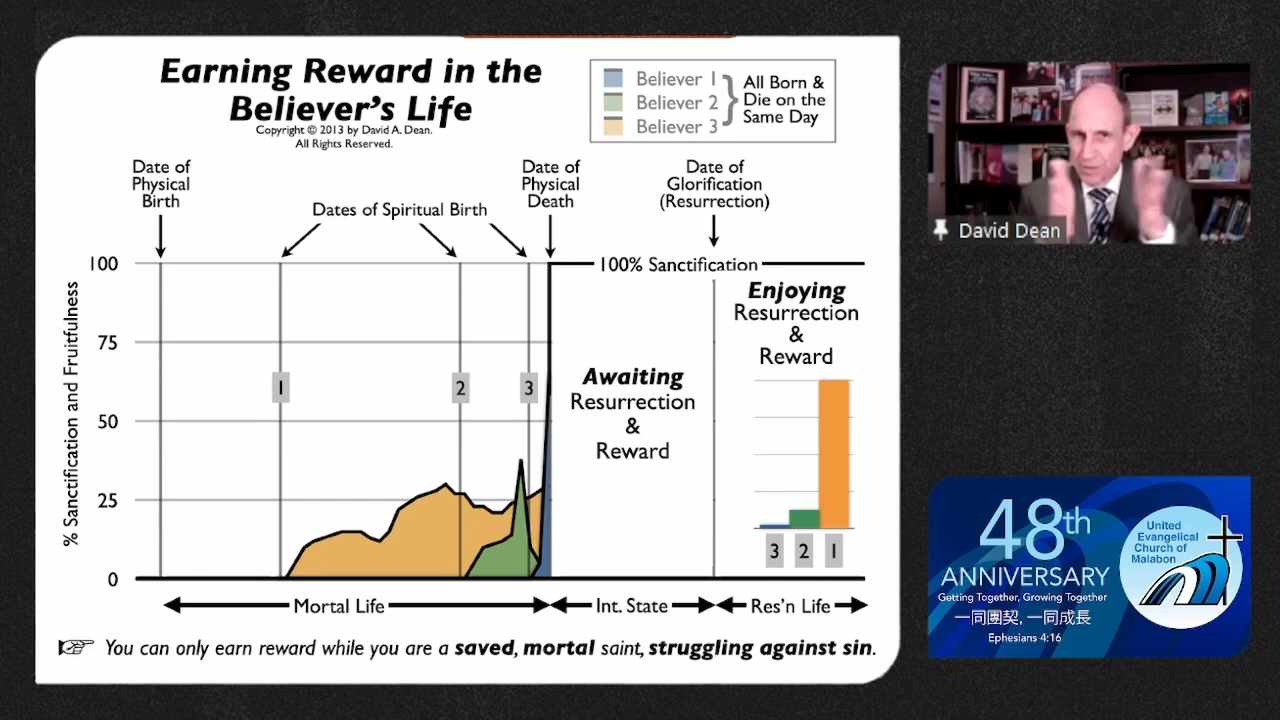 Earning Reward in the
Believer's Life
Copyright © 2013 by David A. Dean.
All Rights Reserved.
Believer 1
Believer 2
Believer 3
All Born &
Die on the
Same Day
Date of
Physical
Birth
Dates of Spiritual Birth
Date of
Physical
Death
Date of
Glorification
(Resurrection)
% Sanctification and Fruitfulness
100
75
50
25
0
1
2
3
100% Sanctification
Awaiting
Resurrection
&
Reward
Enjoying
Resurrection
&
Reward
3 2 1
Mortal Life
Int. State
Res'n Life
You can only earn reward while you are a saved, mortal saint, struggling against sin.
David Dean
48th
ANNIVERSARY
Getting Together, Growing Together
一同團契, 一同成長
Ephesians 4:16
United
Evangelical
Church of
Malabon